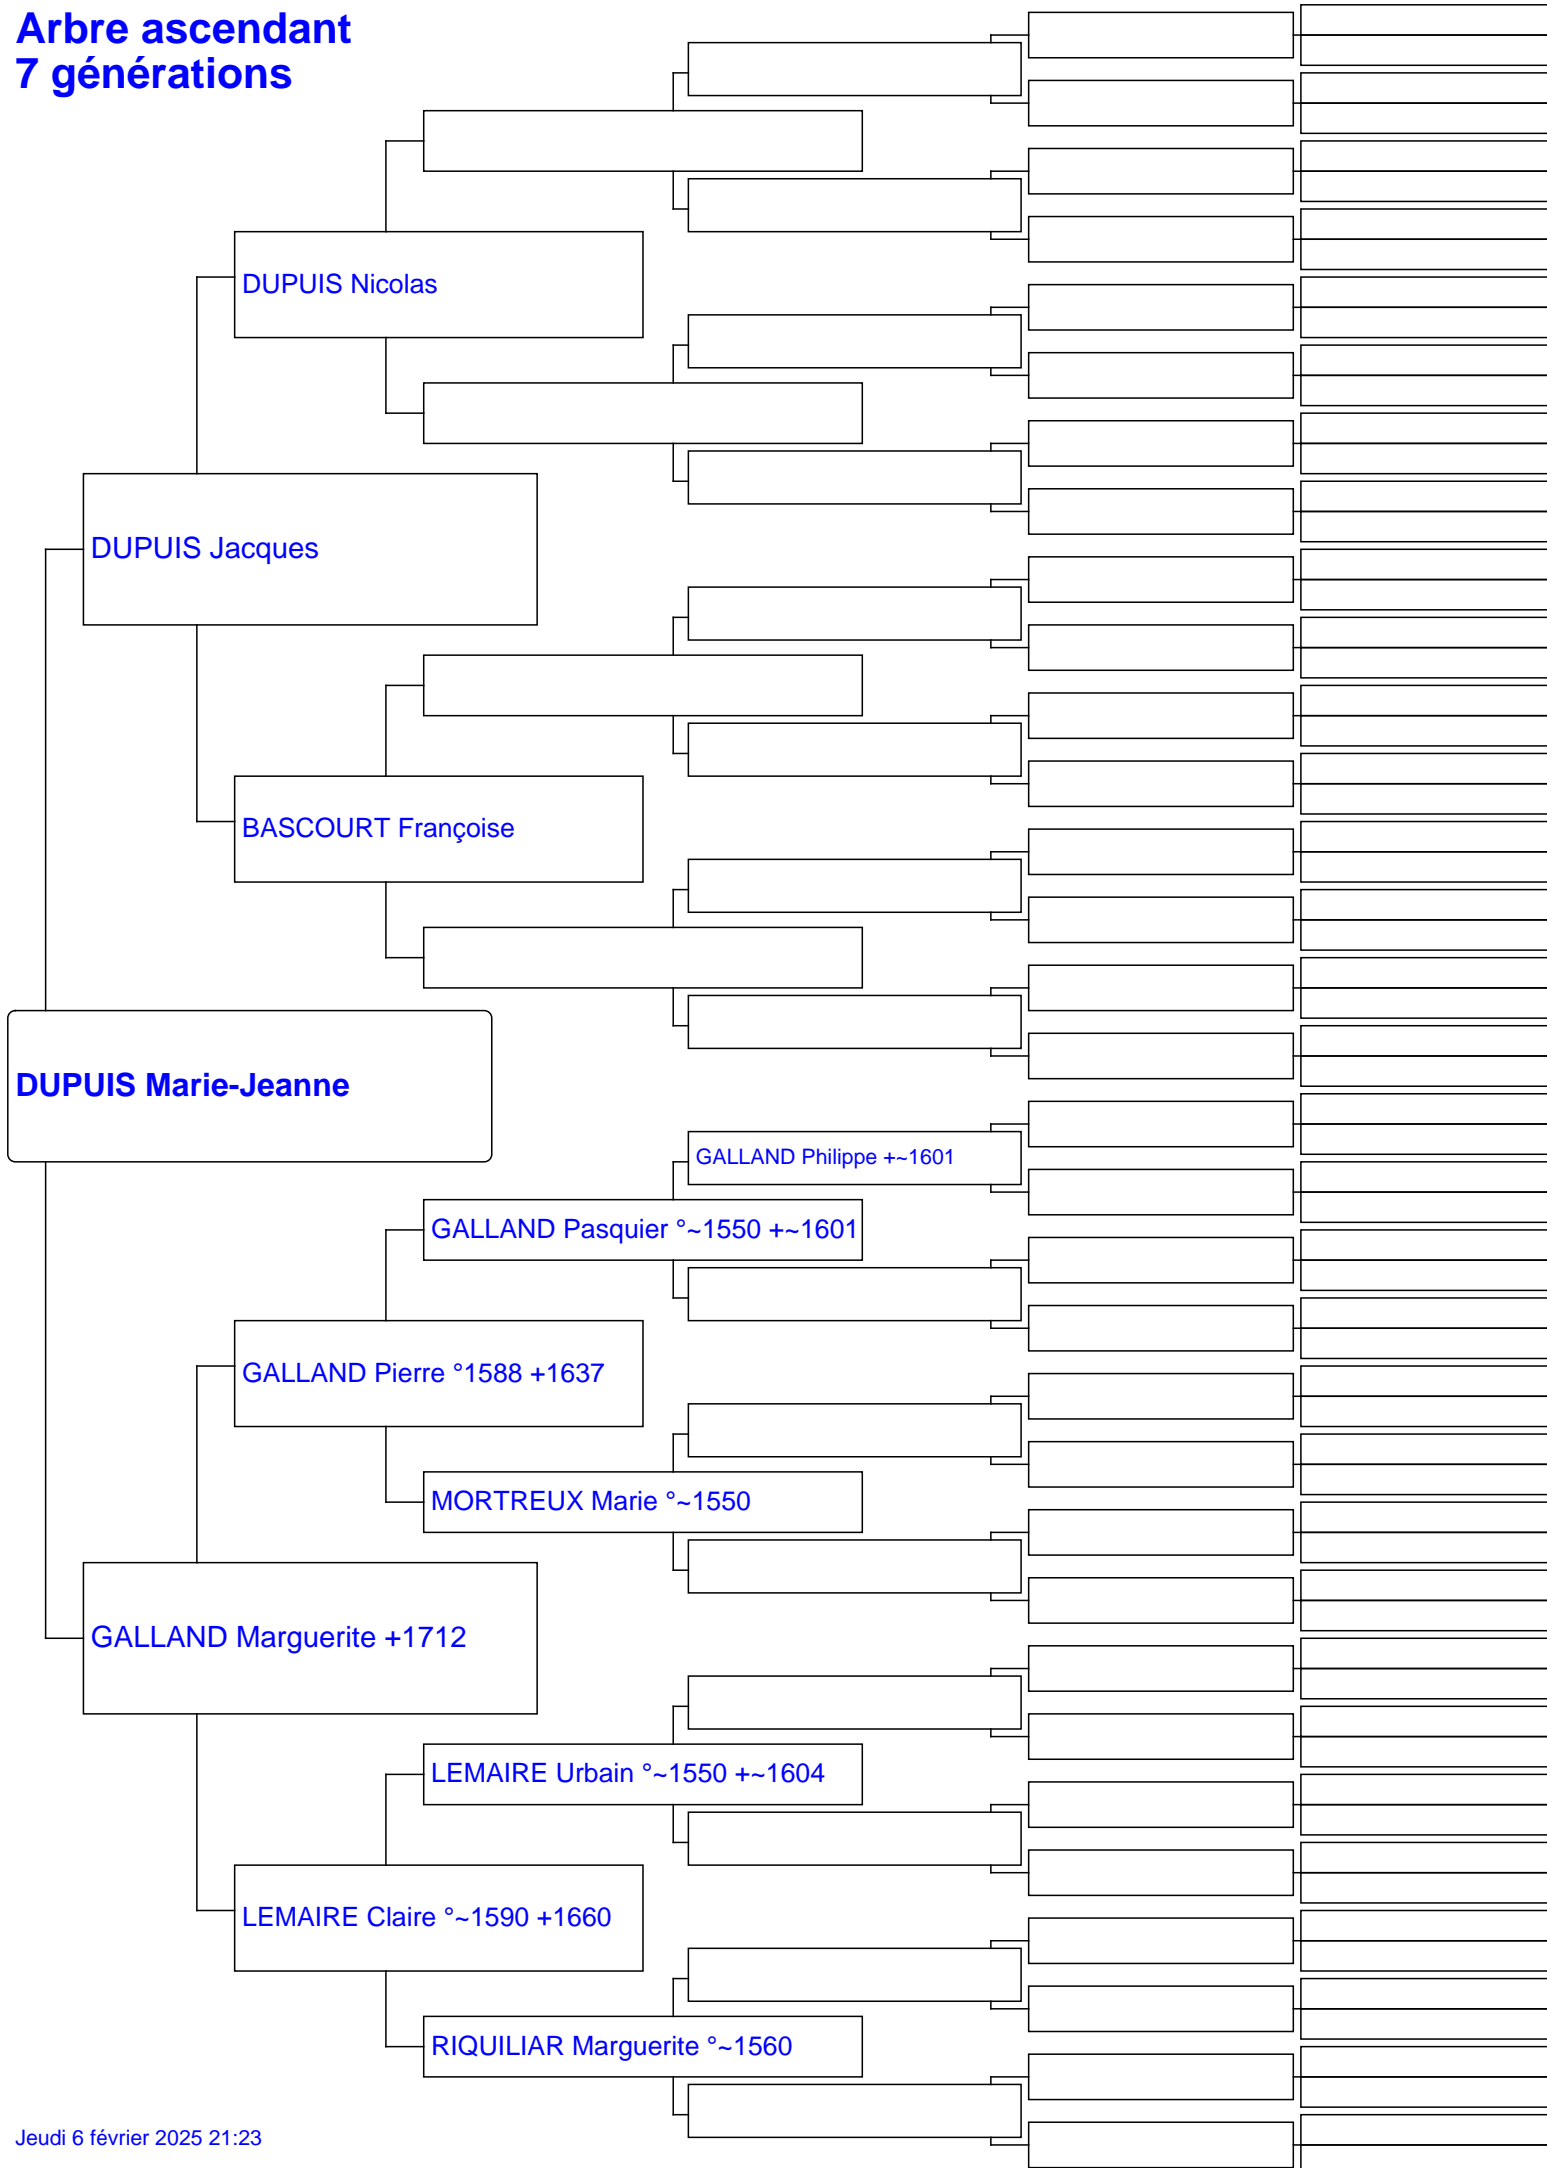 Arbre ascendant
7 générations
DUPUIS Nicolas
DUPUIS Jacques
BASCOURT Françoise
DUPUIS Marie-Jeanne
GALLAND Philippe +~1601
GALLAND Pasquier °~1550 +~1601
GALLAND Pierre °1588 +1637
MORTREUX Marie °~1550
GALLAND Marguerite +1712
LEMAIRE Urbain °~1550 +~1604
LEMAIRE Claire °~1590 +1660
RIQUILIAR Marguerite °~1560
Jeudi 6 février 2025 21:23